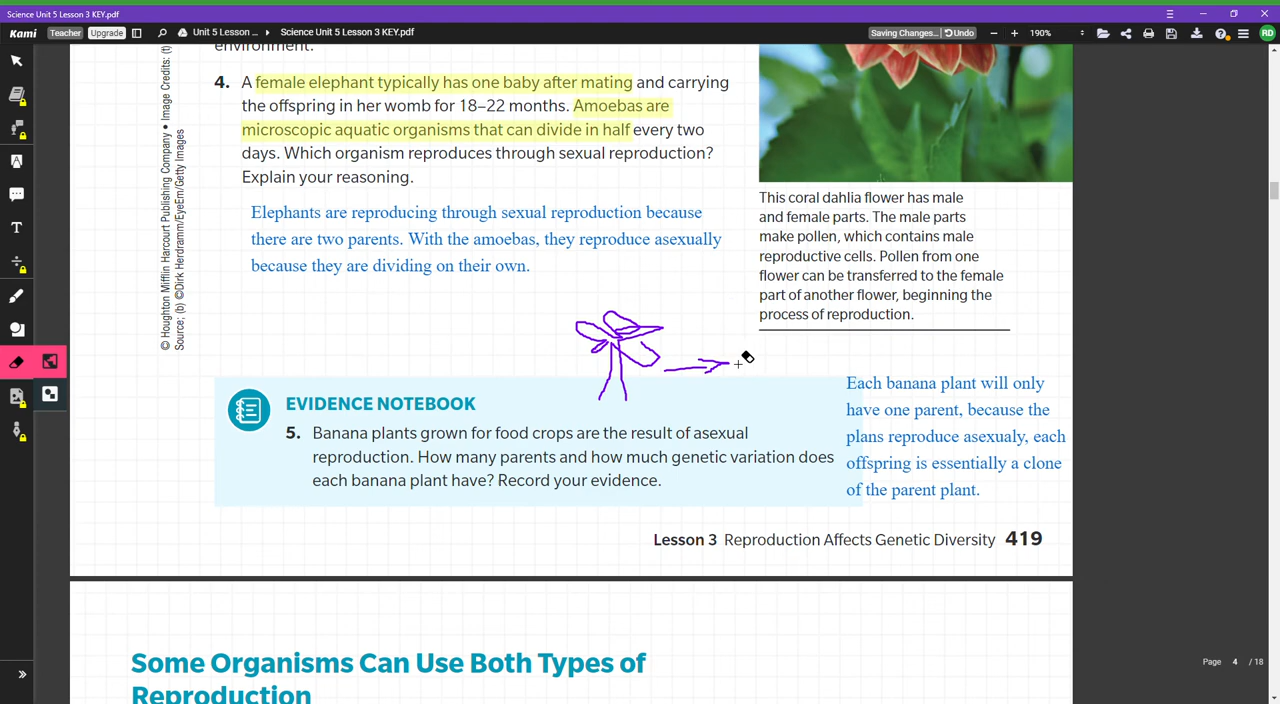 Science Unit 5 Lesson 3 KEY.pdf
Kami Teacher Upgrade Unit 5 Lesson ... Science Unit 5 Lesson 3 KEY.pdf Saving Changes... Undo 190% RD
environment.
4. A female elephant typically has one baby after mating and carrying
the offspring in her womb for 18–22 months. Amoebas are
microscopic aquatic organisms that can divide in half every two
days. Which organism reproduces through sexual reproduction?
Explain your reasoning.
Elephants are reproducing through sexual reproduction because
there are two parents. With the amoebas, they reproduce asexually
because they are dividing on their own.
© Houghton Mifflin Harcourt Publishing Company • Image Credits: (t)
Source; (b) ©Dirk Herdramm/EyeEm/Getty Images
This coral dahlia flower has male
and female parts. The male parts
make pollen, which contains male
reproductive cells. Pollen from one
flower can be transferred to the female
part of another flower, beginning the
process of reproduction.
EVIDENCE NOTEBOOK
5. Banana plants grown for food crops are the result of asexual
reproduction. How many parents and how much genetic variation does
each banana plant have? Record your evidence.
Each banana plant will only
have one parent, because the
plans reproduce asexualy, each
offspring is essentially a clone
of the parent plant.
Lesson 3 Reproduction Affects Genetic Diversity 419
Some Organisms Can Use Both Types of
Reproduction
Page 4 / 18